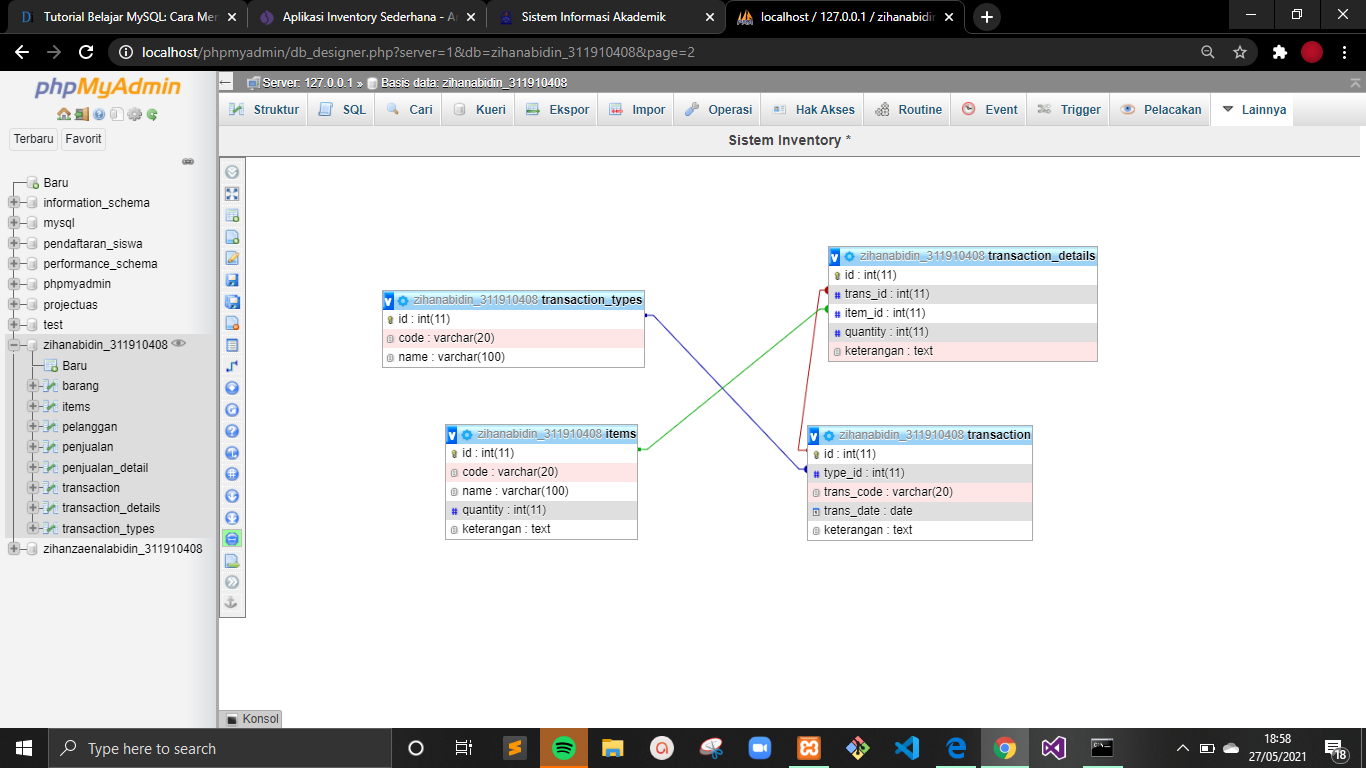 Tutorial Belajar MySQL: Cara Mer
Aplikasi Inventory Sederhana - Ar
Sistem Informasi Akademik
localhost / 127.0.0.1 / zihanabidin
localhost/phpmyadmin/db_designer.php?server=1&db=zihanabidin_311910408&page=2
phpMyAdmin
Terbaru
Favorit
Baru
information_schema
mysql
pendaftaran_siswa
performance_schema
phpmyadmin
projectuas
test
zihanabidin_311910408
Baru
barang
items
pelanggan
penjualan
penjualan_detail
transaction
transaction_details
transaction_types
zihanzaenalabidin_311910408
Server: 127.0.0.1 » Basis data: zihanabidin_311910408
Struktur
SQL
Cari
Kueri
Ekspor
Impor
Operasi
Hak Akses
Routine
Event
Trigger
Pelacakan
Lainnya
Sistem Inventory *
zihanabidin_311910408 transaction_types
id : int(11)
code : varchar(20)
name : varchar(100)
zihanabidin_311910408 transaction_details
id : int(11)
trans_id : int(11)
item_id : int(11)
quantity : int(11)
keterangan : text
zihanabidin_311910408 items
id : int(11)
code : varchar(20)
name : varchar(100)
quantity : int(11)
keterangan : text
zihanabidin_311910408 transaction
id : int(11)
type_id : int(11)
trans_code : varchar(20)
trans_date : date
keterangan : text
Konsol
Type here to search
18:58
27/05/2021
18